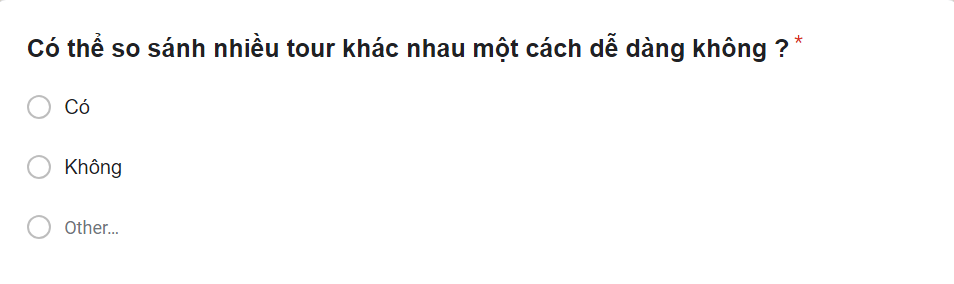 Có thể so sánh nhiều tour khác nhau một cách dễ dàng không ? *
Có
Không
Other...